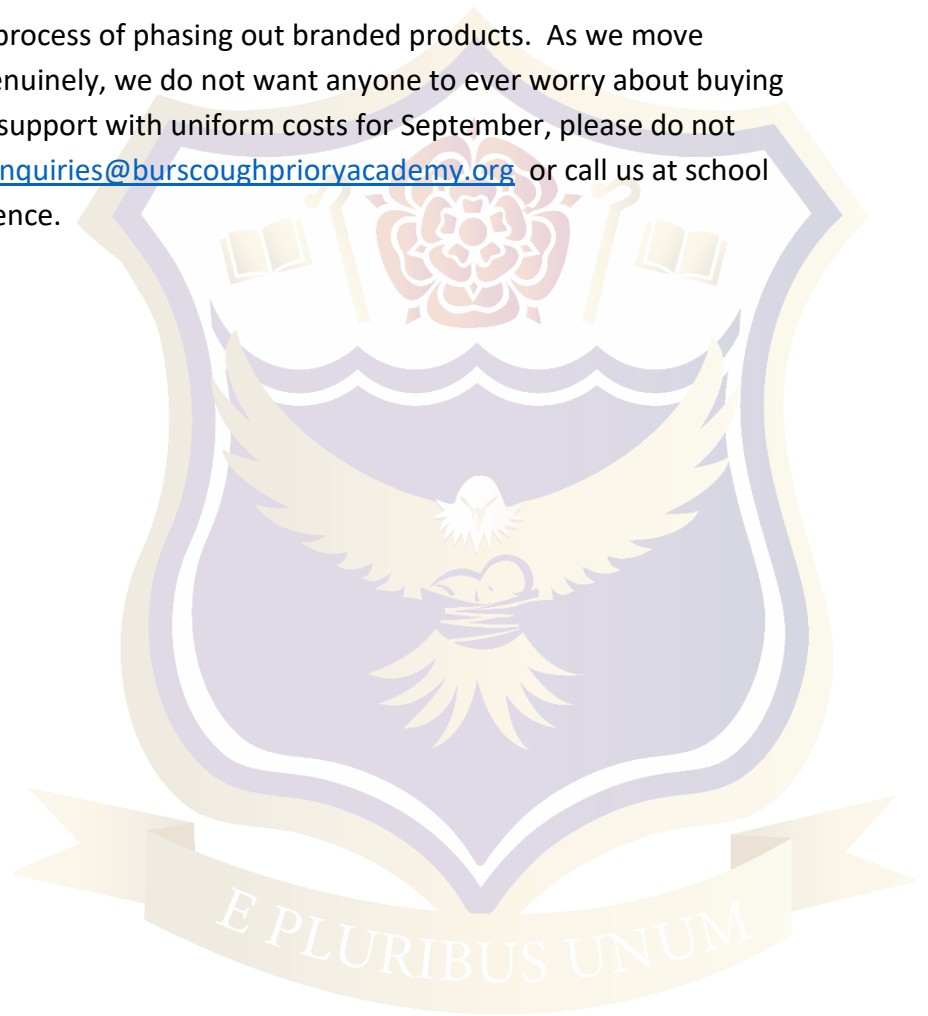 process of phasing out branded products.  As we move
enuinely, we do not want anyone to ever worry about buying
support with uniform costs for September, please do not
nquiries@burscoughprioryacademy.org  or call us at school
ence.
E PLURIBUS UNUM